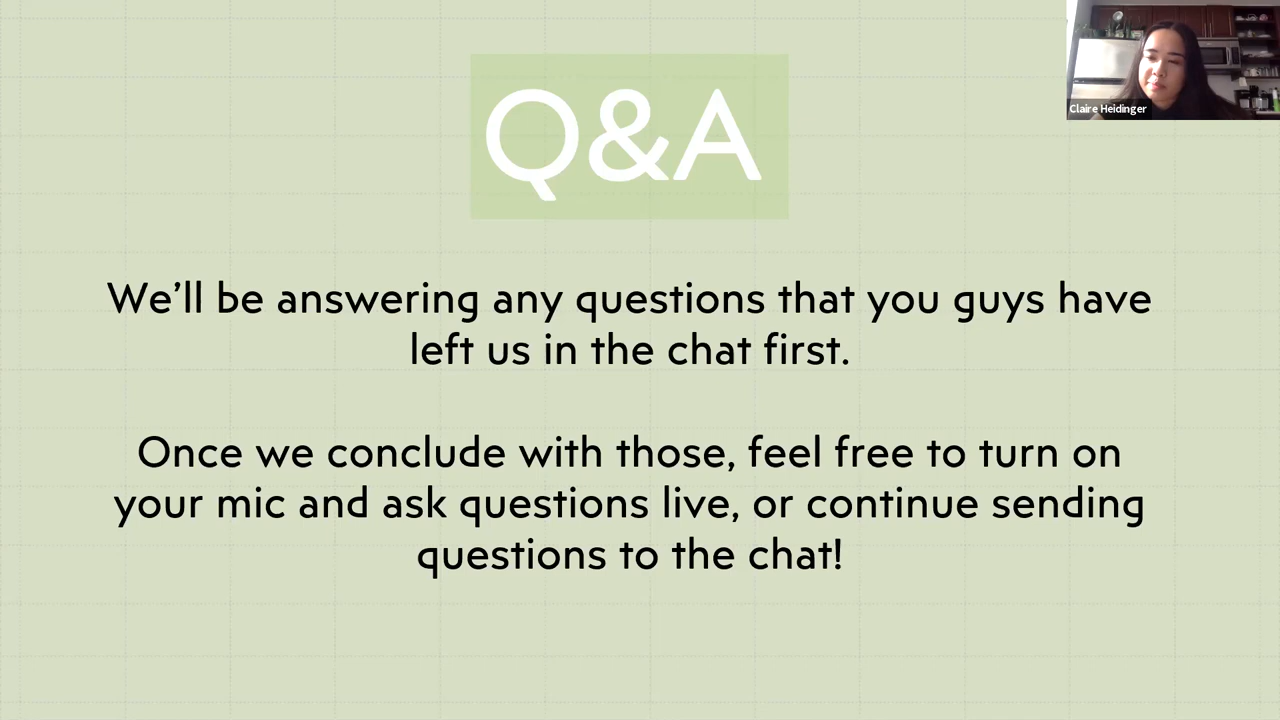 Q&A
Claire Heidinger
We’ll be answering any questions that you guys have
left us in the chat first.
Once we conclude with those, feel free to turn on
your mic and ask questions live, or continue sending
questions to the chat!